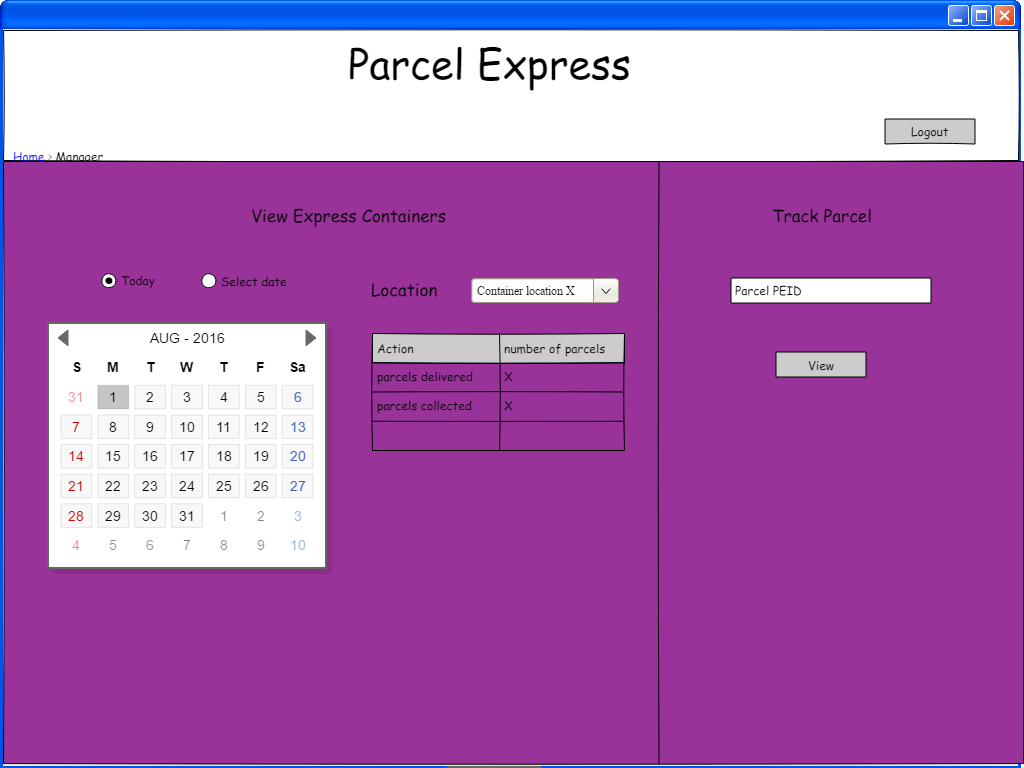 Parcel Express
Logout
Home > Manager
View Express Containers
Today
Select date
Location
Container location X
AUG - 2016
S M T W T F Sa
31 1 2 3 4 5 6
7 8 9 10 11 12 13
14 15 16 17 18 19 20
21 22 23 24 25 26 27
28 29 30 31 1 2 3
4 5 6 7 8 9 10
Action number of parcels
parcels delivered X
parcels collected X
Track Parcel
Parcel PEID
View